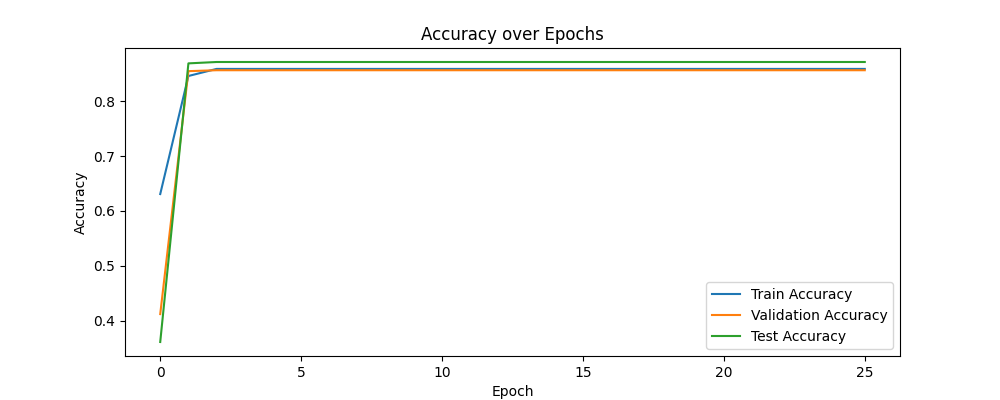 Accuracy over Epochs
Accuracy
0.8
0.7
0.6
0.5
0.4
0 5 10 15 20 25
Epoch
Train Accuracy
Validation Accuracy
Test Accuracy